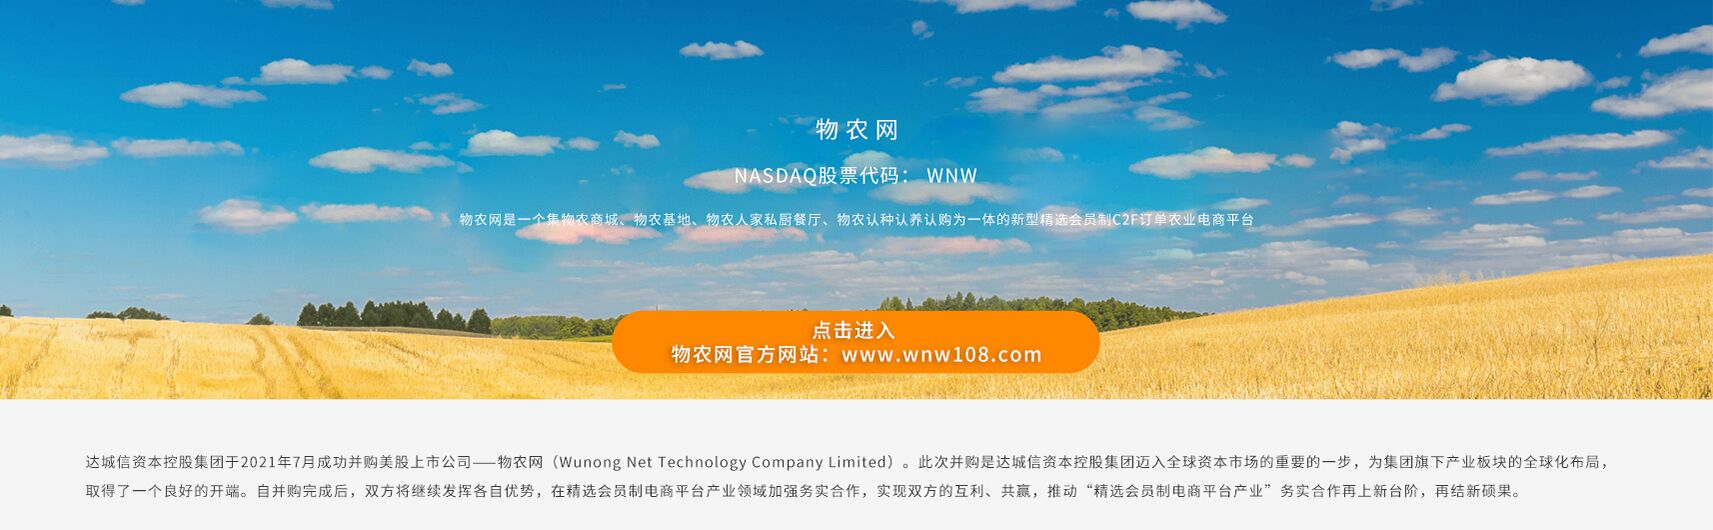 物农网
NASDAQ股票代码： WNW
物农网是一个集物农商城、物农基地、物农人家私厨餐厅、物农认种认养认购为一体的新型精选会员制C2F订单农业电商平台
点击进入
物农网官方网站：www.wnw108.com
达城信资本控股集团于2021年7月成功并购美股上市公司——物农网（Wunong Net Technology Company Limited）。此次并购是达城信资本控股集团迈入全球资本市场的重要的一步，为集团旗下产业板块的全球化布局，
取得了一个良好的开端。自并购完成后，双方将继续发挥各自优势，在精选会员制电商平台产业领域加强务实合作，实现双方的互利、共赢，推动“精选会员制电商平台产业”务实合作再上新台阶，再结新硕果。